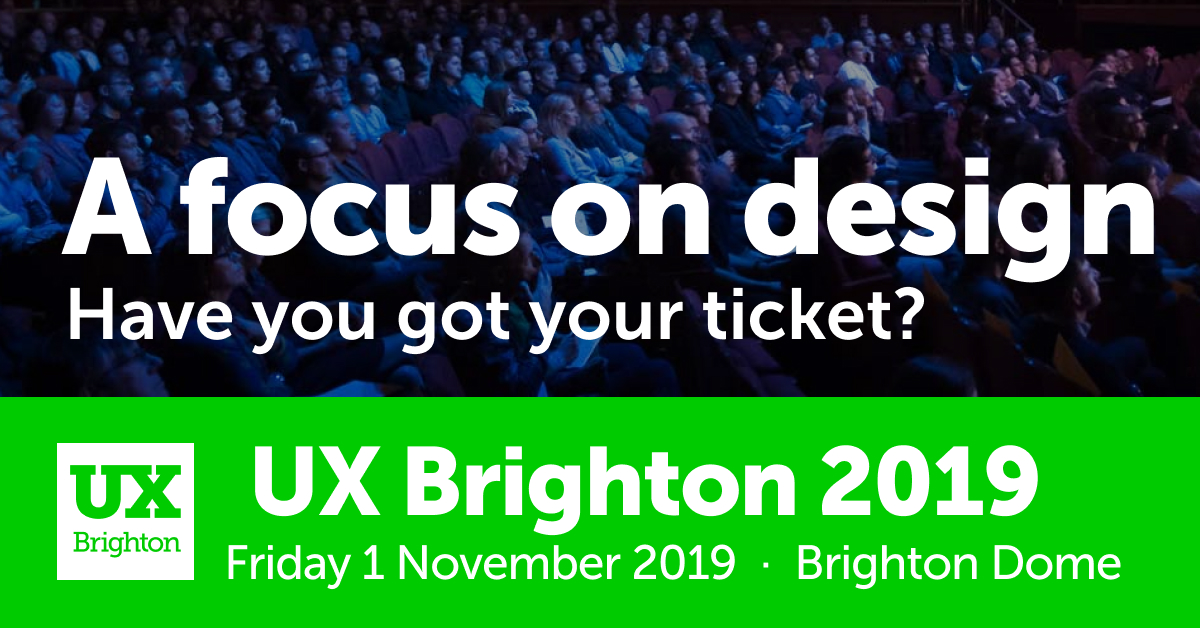 A focus on design
Have you got your ticket?
UX
Brighton
UX Brighton 2019
Friday 1 November 2019 · Brighton Dome